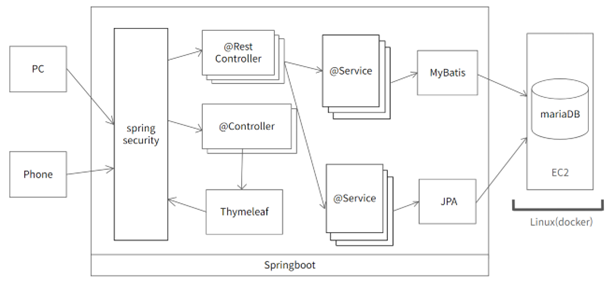 PC
Phone
spring
security
@Rest
Controller
@Controller
Thymeleaf
@Service
@Service
MyBatis
JPA
mariaDB
EC2
Linux(docker)
Springboot